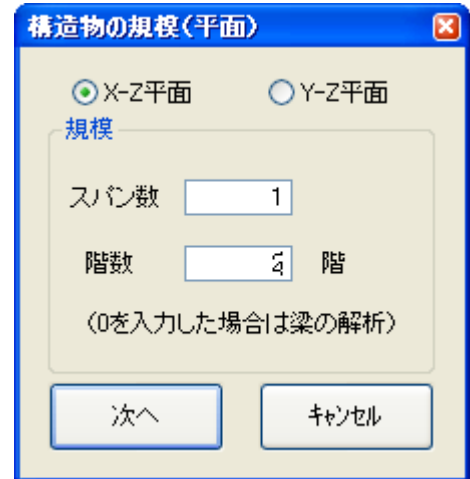 構造物の規模(平面)
X-Z平面 Y-Z平面
規模
スパン数 1
階数 階
(0を入力した場合は梁の解析)
次へ キャンセル